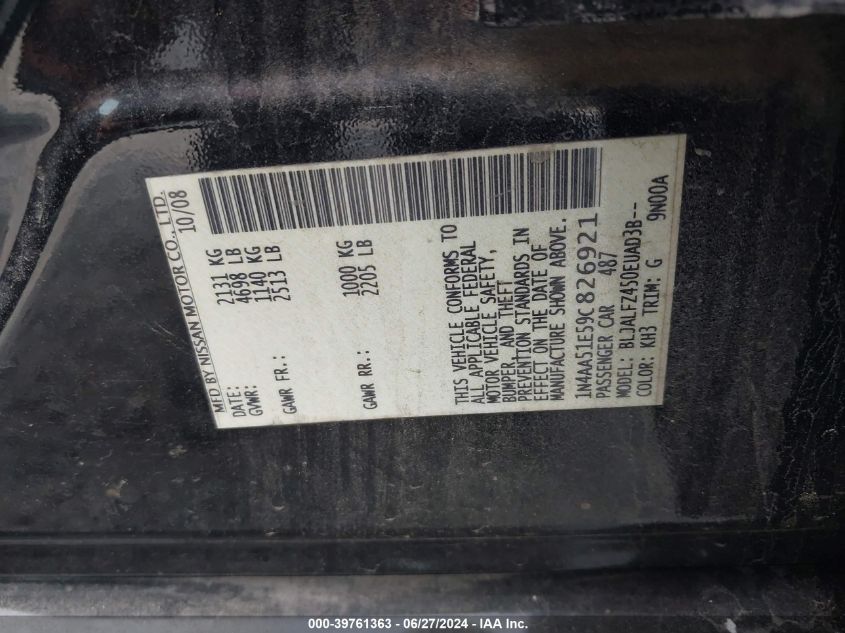 MFD BY NISSAN MOTOR CO., LTD.
DATE: 10/08
GVWR: 2131 KG
4698 LB
GAWR FR.: 1140 KG
2513 LB
GAWR RR.: 1000 KG
2205 LB
THIS VEHICLE CONFORMS TO
ALL APPLICABLE FEDERAL
MOTOR VEHICLE SAFETY,
BUMPER, AND THEFT
PREVENTION STANDARDS IN
EFFECT ON THE DATE OF
MANUFACTURE SHOWN ABOVE.
1N4AA51E59C826921
PASSENGER CAR 487
MODEL: BLJALFZ45OEUAD3B--
COLOR: KH3 TRIM: G 9N00A
000-39761363 - 06/27/2024 - IAA Inc.